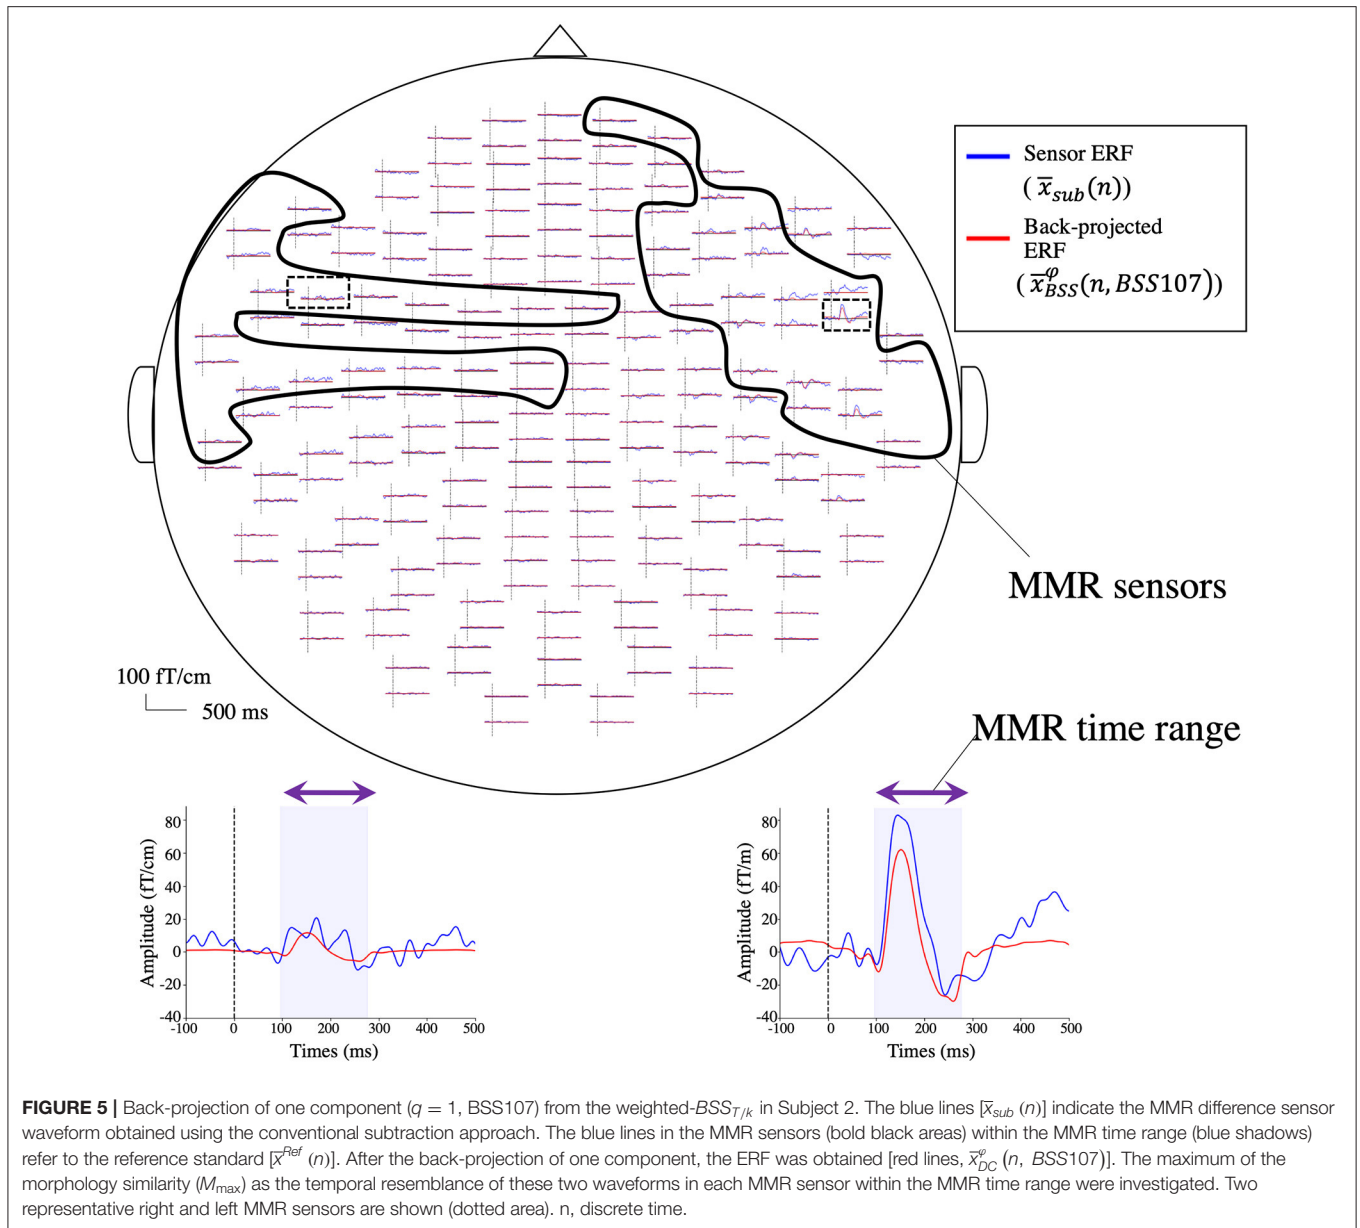 Sensor ERF
( x̅sub(n))
Back-projected
ERF
( x̅φBSS(n, BSS107))
MMR sensors
100 fT/cm
500 ms
MMR time range
80
60
40
20
0
-20
-40
Amplitude (fT/cm)
-100 0 100 200 300 400 500
Times (ms)
80
60
40
20
0
-20
-40
Amplitude (fT/m)
-100 0 100 200 300 400 500
Times (ms)
FIGURE 5 | Back-projection of one component (q = 1, BSS107) from the weighted-BSST/k in Subject 2. The blue lines [x̅sub (n)] indicate the MMR difference sensor
waveform obtained using the conventional subtraction approach. The blue lines in the MMR sensors (bold black areas) within the MMR time range (blue shadows)
refer to the reference standard [x̅Ref (n)]. After the back-projection of one component, the ERF was obtained [red lines, x̅φDC (n, BSS107)]. The maximum of the
morphology similarity (Mmax) as the temporal resemblance of these two waveforms in each MMR sensor within the MMR time range were investigated. Two
representative right and left MMR sensors are shown (dotted area). n, discrete time.